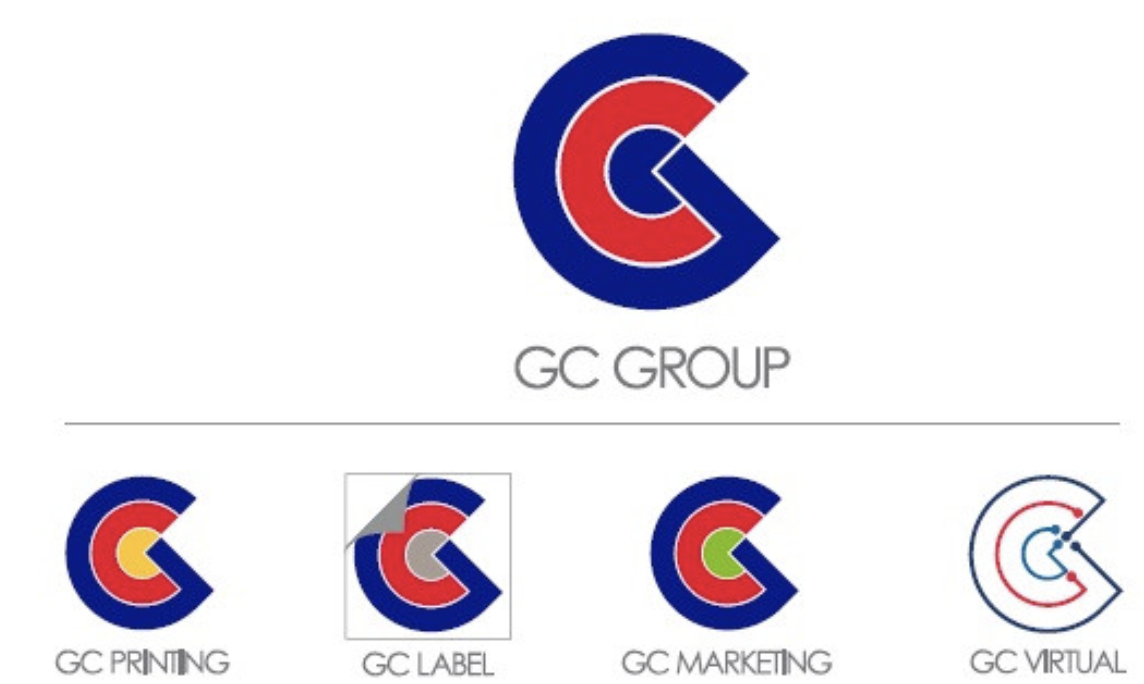 GC GROUP
GC PRINTING
GC LABEL
GC MARKETING
GC VIRTUAL